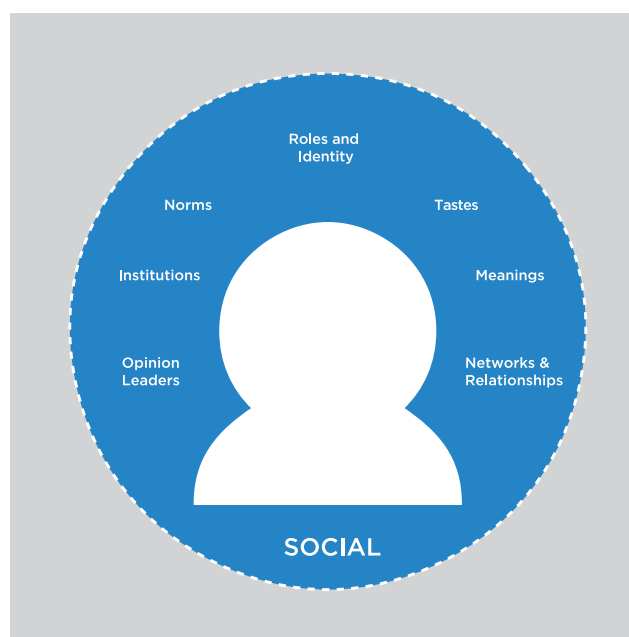 Roles and
Identity
Norms
Tastes
Institutions
Meanings
Opinion
Leaders
Networks &
Relationships
SOCIAL